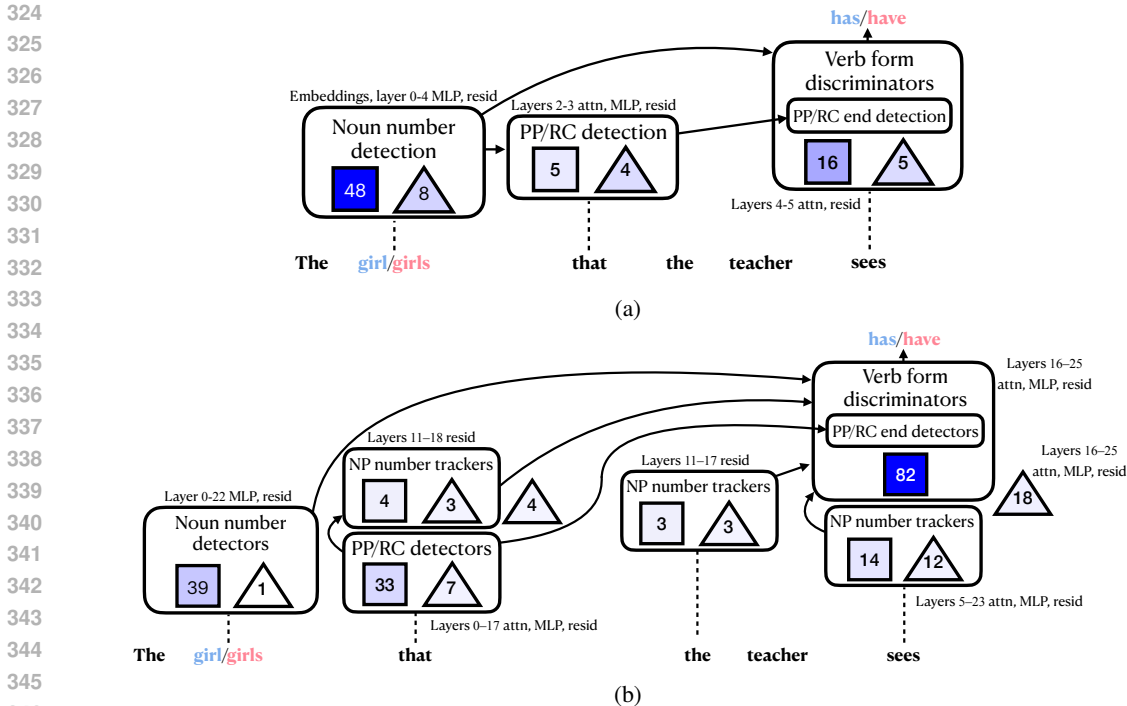 324
325
326
327
328
329
330
331
332
333
334
335
336
337
338
339
340
341
342
343
344
345
has/have
Verb form
discriminators
PP/RC end detection
16
5
Layers 4-5 attn, resid
Embeddings, layer 0-4 MLP, resid
Noun number
detection
48
8
Layers 2-3 attn, MLP, resid
PP/RC detection
5
4
The girl/girls that the teacher sees
(a)
has/have
Verb form
discriminators
PP/RC end detectors
82
Layers 16–25
attn, MLP, resid
Layers 16–25
attn, MLP, resid
18
Layers 11–18 resid
NP number trackers
4
3
4
Layers 11–17 resid
NP number trackers
3
3
Layer 0-22 MLP, resid
Noun number
detectors
39
1
PP/RC detectors
33
7
Layers 0–17 attn, MLP, resid
NP number trackers
14
12
Layers 5–23 attn, MLP, resid
The girl/girls that the teacher sees
(b)